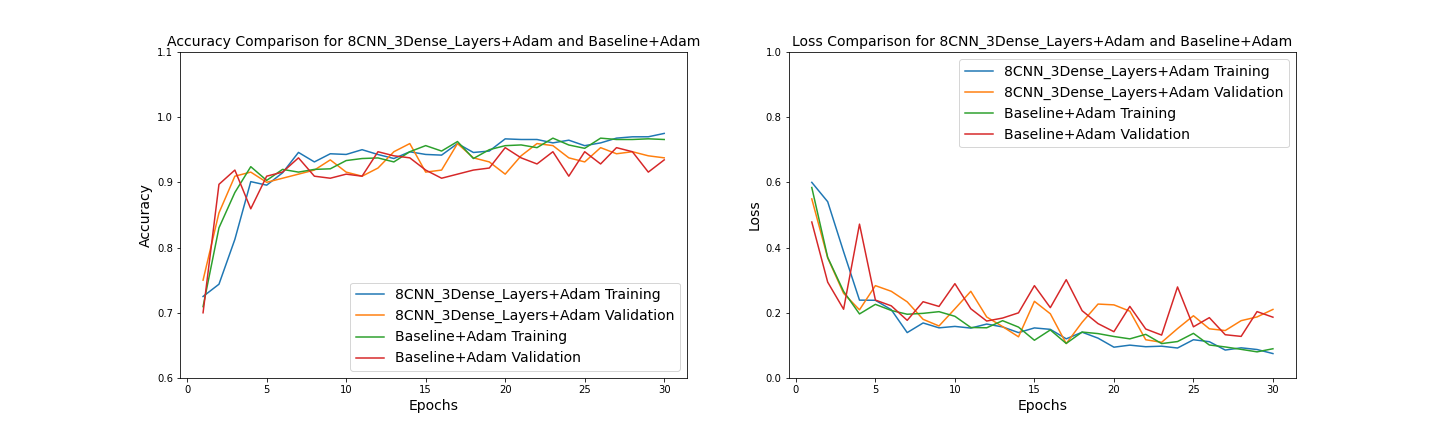 Accuracy Comparison for 8CNN_3Dense_Layers+Adam and Baseline+Adam
1.1
1.0
0.9
0.8
0.7
0.6
Accuracy
0
5
10
15
20
25
30
Epochs
8CNN_3Dense_Layers+Adam Training
8CNN_3Dense_Layers+Adam Validation
Baseline+Adam Training
Baseline+Adam Validation
Loss Comparison for 8CNN_3Dense_Layers+Adam and Baseline+Adam
1.0
0.8
0.6
0.4
0.2
0.0
Loss
0
5
10
15
20
25
30
Epochs
8CNN_3Dense_Layers+Adam Training
8CNN_3Dense_Layers+Adam Validation
Baseline+Adam Training
Baseline+Adam Validation